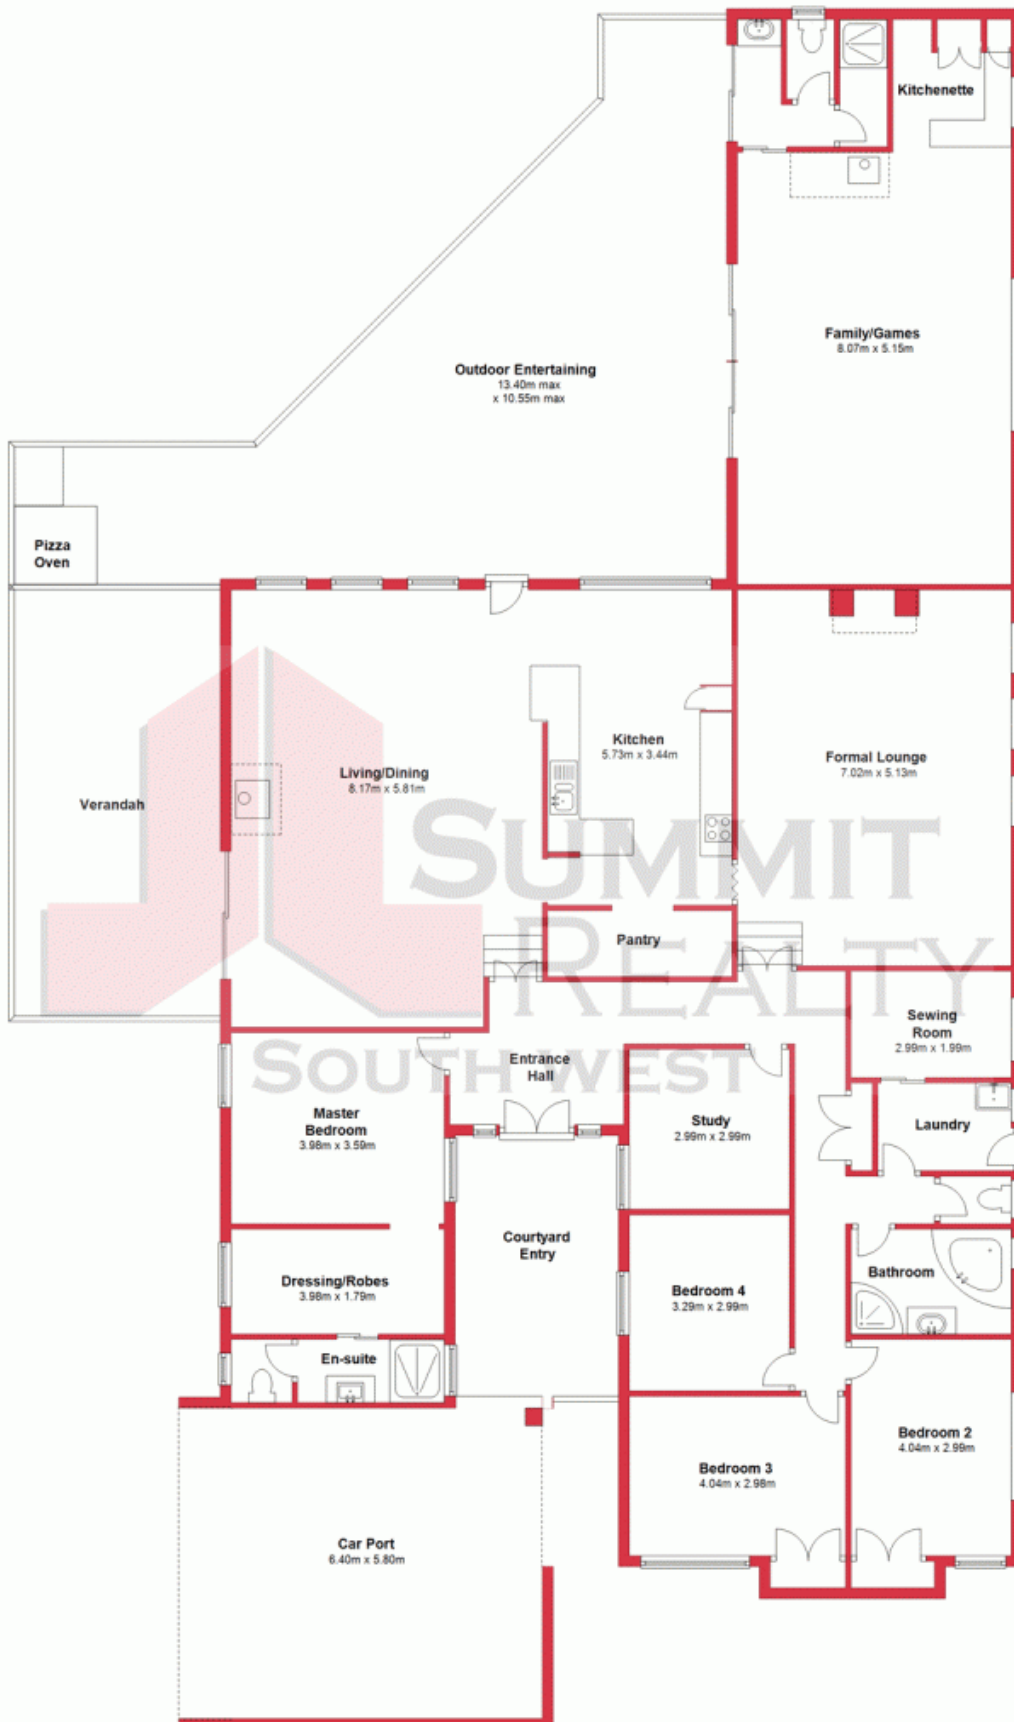 Kitchenette
Family/Games
8.07m x 5.15m
Outdoor Entertaining
13.40m max
x 10.55m max
Pizza
Oven
Kitchen
5.73m x 3.44m
Living/Dining
8.17m x 5.81m
Formal Lounge
7.02m x 5.13m
Verandah
SUMMIT
REALTY
SOUTH WEST
Pantry
Sewing
Room
2.99m x 1.99m
Entrance
Hall
Master
Bedroom
3.98m x 3.59m
Study
2.99m x 2.99m
Laundry
Courtyard
Entry
Dressing/Robes
3.98m x 1.79m
Bathroom
Bedroom 4
3.29m x 2.99m
En-suite
Bedroom 2
4.04m x 2.99m
Bedroom 3
4.04m x 2.98m
Car Port
6.40m x 5.80m